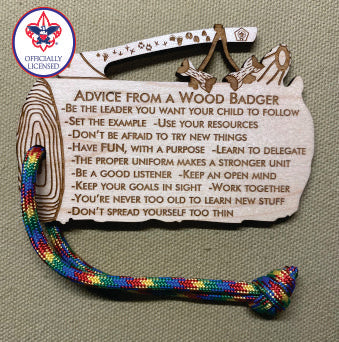 OFFICIALLY
LICENSED
ADVICE FROM A WOOD BADGER
-BE THE LEADER YOU WANT YOUR CHILD TO FOLLOW
-SET THE EXAMPLE -USE YOUR RESOURCES
-DON'T BE AFRAID TO TRY NEW THINGS
-HAVE FUN, WITH A PURPOSE -LEARN TO DELEGATE
-THE PROPER UNIFORM MAKES A STRONGER UNIT
-BE A GOOD LISTENER -KEEP AN OPEN MIND
-KEEP YOUR GOALS IN SIGHT -WORK TOGETHER
-YOU'RE NEVER TOO OLD TO LEARN NEW STUFF
-DON'T SPREAD YOURSELF TOO THIN